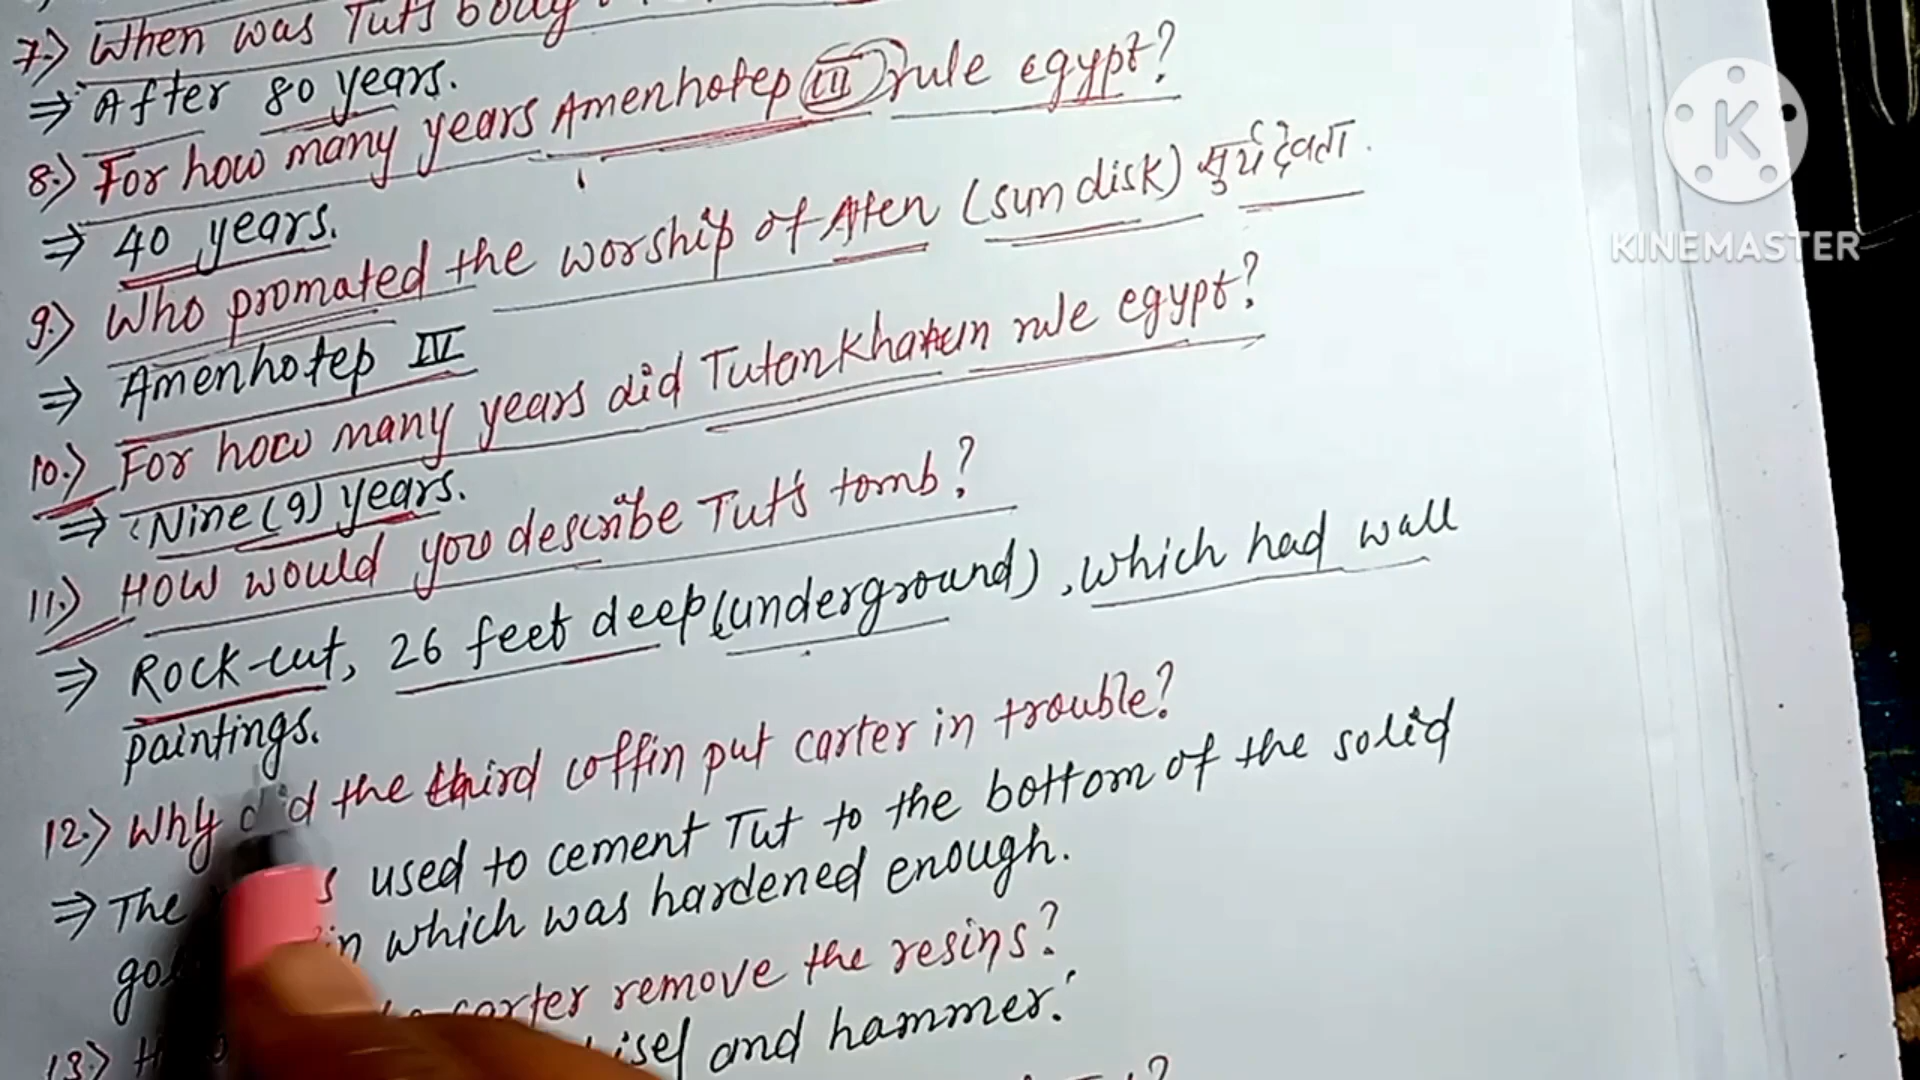 7.) When was Tut's body
⇒ After 80 years.
8.) For how many years Amenhotep III rule egypt?
⇒ 40 years.
9.) Who promated the worship of Aten (sun disk) सूर्य देवता.
⇒ Amenhotep IV
10.) For how many years did Tutankhamun rule egypt?
⇒ Nine (9) years.
11.) How would you describe Tut's tomb?
⇒ Rock-cut, 26 feet deep (underground), which had wall
paintings.
12.) Why did the third coffin put carter in trouble?
⇒ The used to cement Tut to the bottom of the solid
which was hardened enough.
13.) carter remove the resins?
and hammer.
K
KINEMASTER